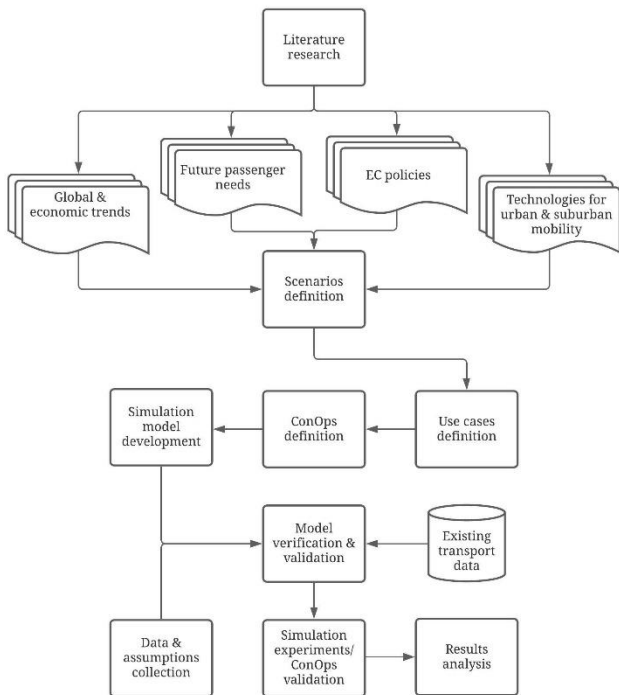 Literature
research
Global &
economic trends
Future passenger
needs
EC policies
Technologies for
urban & suburban
mobility
Scenarios
definition
Simulation
model
development
ConOps
definition
Use cases
definition
Model
verification &
validation
Existing
transport
data
Data &
assumptions
collection
Simulation
experiments/
ConOps
validation
Results
analysis